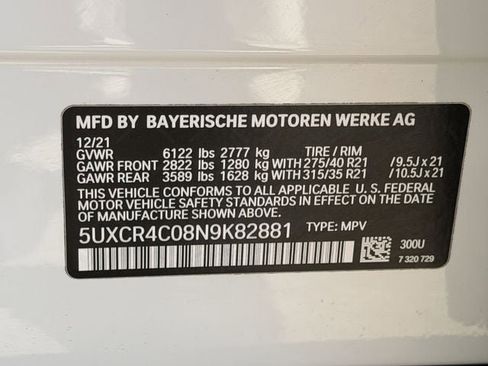 MFD BY BAYERISCHE MOTOREN WERKE AG
12/21
GVWR 6122 lbs 2777 kg TIRE / RIM
GAWR FRONT 2822 lbs 1280 kg WITH 275/40 R21 / 9.5J x 21
GAWR REAR 3589 lbs 1628 kg WITH 315/35 R21 / 10.5J x 21
THIS VEHICLE CONFORMS TO ALL APPLICABLE U. S. FEDERAL
MOTOR VEHICLE SAFETY STANDARDS IN EFFECT ON THE
DATE OF MANUFACTURE SHOWN ABOVE.
5UXCR4C08N9K82881 TYPE: MPV
300U
7 320 729